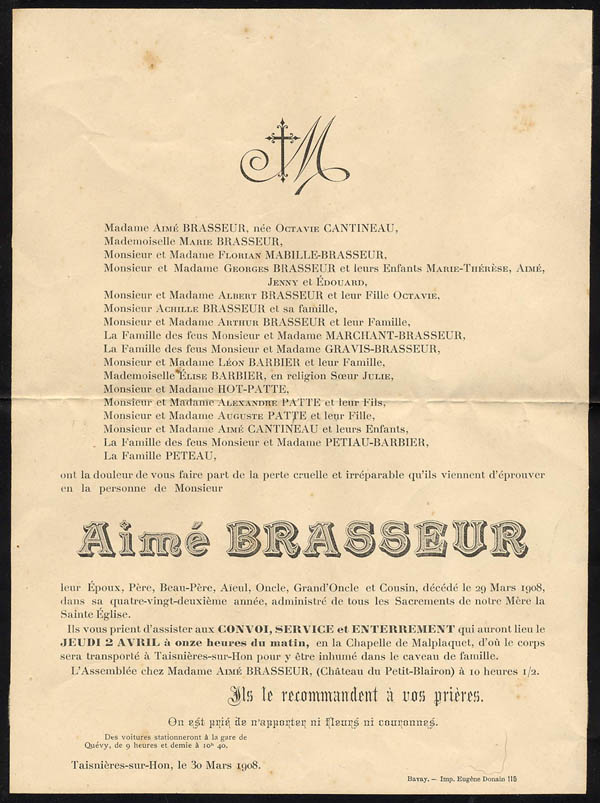 M
Madame Aimé BRASSEUR, née Octavie CANTINEAU,
Mademoiselle Marie BRASSEUR,
Monsieur et Madame Florian MABILLE-BRASSEUR,
Monsieur et Madame Georges BRASSEUR et leurs Enfants Marie-Thérèse, Aimé,
Jenny et Édouard,
Monsieur et Madame Albert BRASSEUR et leur Fille Octavie,
Monsieur Achille BRASSEUR et sa famille,
Monsieur et Madame Arthur BRASSEUR et leur Famille,
La Famille des feus Monsieur et Madame MARCHANT-BRASSEUR,
La Famille des feus Monsieur et Madame GRAVIS-BRASSEUR,
Monsieur et Madame Léon BARBIER et leur Famille,
Mademoiselle Élise BARBIER, en religion Sœur Julie,
Monsieur et Madame HOT-PATTE,
Monsieur et Madame Alexandre PATTE et leur Fils,
Monsieur et Madame Auguste PATTE et leur Fille,
Monsieur et Madame Aimé CANTINEAU et leurs Enfants,
La Famille des feus Monsieur et Madame PETIAU-BARBIER,
La Famille PETEAU,
ont la douleur de vous faire part de la perte cruelle et irréparable qu'ils viennent d'éprouver
en la personne de Monsieur
Aimé BRASSEUR
leur Époux, Père, Beau-Père, Aïeul, Oncle, Grand'Oncle et Cousin, décédé le 29 Mars 1908,
dans sa quatre-vingt-deuxième année, administré de tous les Sacrements de notre Mère la
Sainte Église.
Ils vous prient d'assister aux CONVOI, SERVICE et ENTERREMENT qui auront lieu le
JEUDI 2 AVRIL à onze heures du matin, en la Chapelle de Malplaquet, d'où le corps
sera transporté à Taisnières-sur-Hon pour y être inhumé dans le caveau de famille.
L'Assemblée chez Madame Aimé BRASSEUR, (Château du Petit-Blairon) à 10 heures 1/2.
Ils le recommandent à vos prières.
On est prié de n'apporter ni fleurs ni couronnes.
Des voitures stationneront à la gare de
Quévy, de 9 heures et demie à 10h 40.
Taisnières-sur-Hon, le 30 Mars 1908.
Bavay. — Imp. Eugène Donain 115